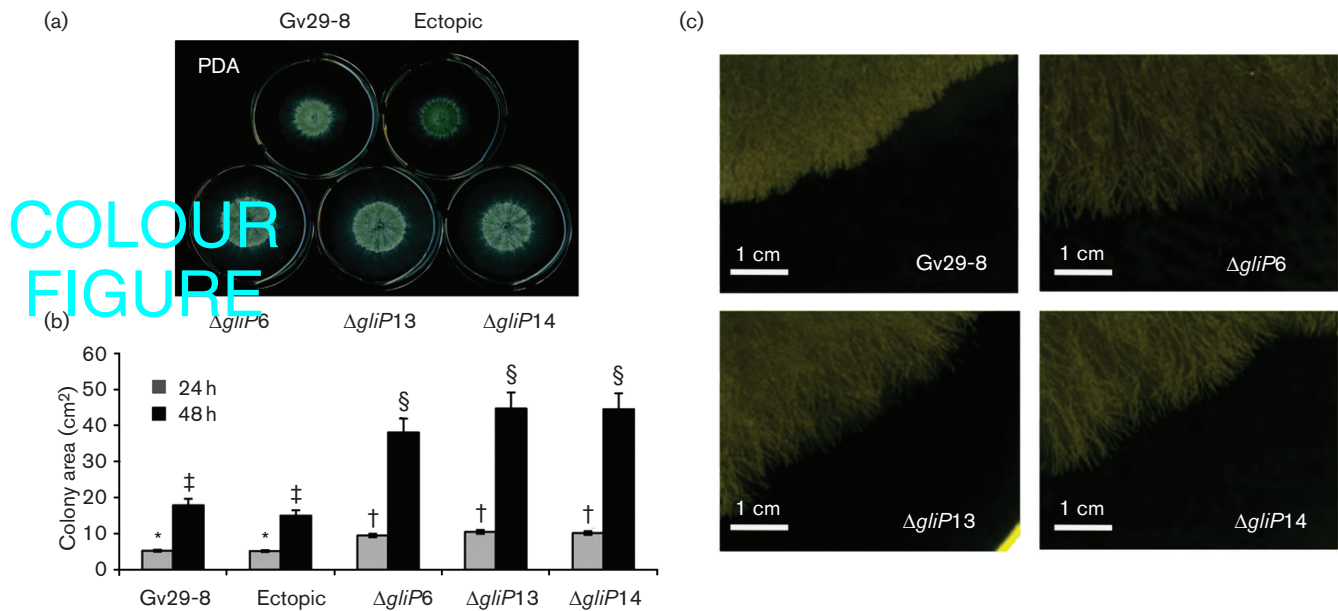 (a)
Gv29-8 Ectopic
PDA
COLOUR
FIGURE
ΔgliP6 ΔgliP13 ΔgliP14
(b)
60
50
40
30
20
10
0
Colony area (cm²)
24 h
48 h
* ‡ * ‡ † § † § † §
Gv29-8 Ectopic ΔgliP6 ΔgliP13 ΔgliP14
(c)
1 cm Gv29-8
1 cm ΔgliP6
1 cm ΔgliP13
1 cm ΔgliP14